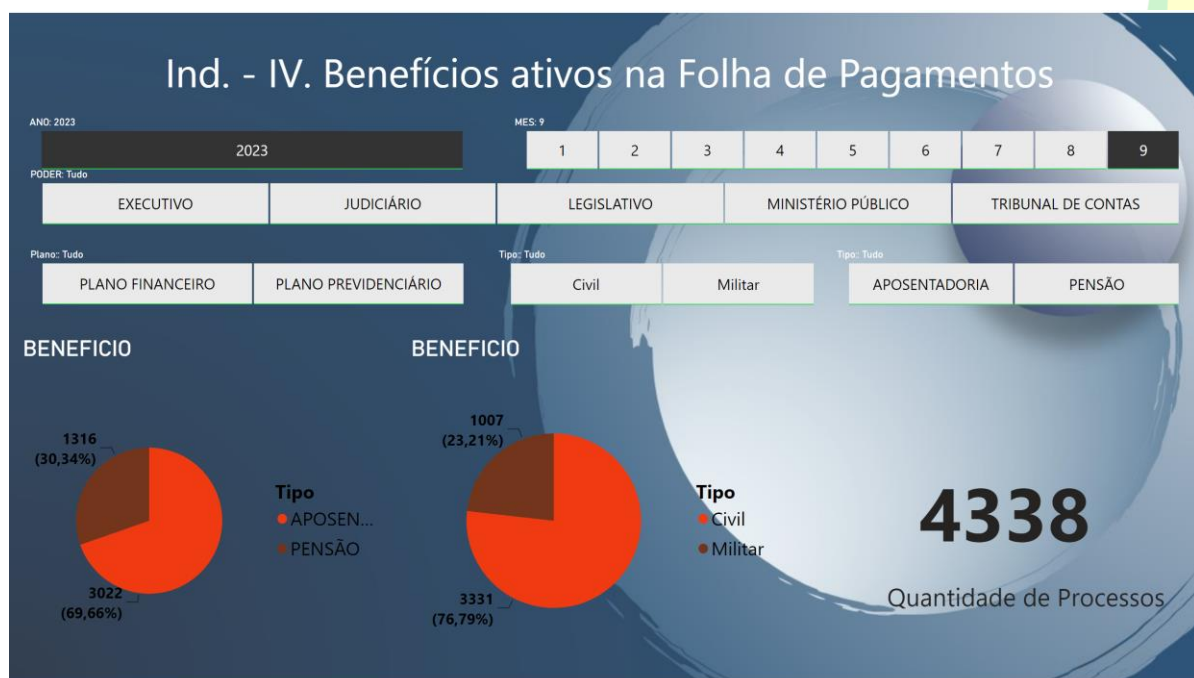 Ind. - IV. Benefícios ativos na Folha de Pagamentos
ANO: 2023
MES: 9
2023
1 2 3 4 5 6 7 8 9
PODER: Tudo
EXECUTIVO JUDICIÁRIO LEGISLATIVO MINISTÉRIO PÚBLICO TRIBUNAL DE CONTAS
Plano:: Tudo
Tipo:: Tudo
Tipo:: Tudo
PLANO FINANCEIRO PLANO PREVIDENCIÁRIO
Civil Militar
APOSENTADORIA PENSÃO
BENEFICIO
1316
(30,34%)
3022
(69,66%)
Tipo
APOSEN...
PENSÃO
BENEFICIO
1007
(23,21%)
3331
(76,79%)
Tipo
Civil
Militar
4338
Quantidade de Processos